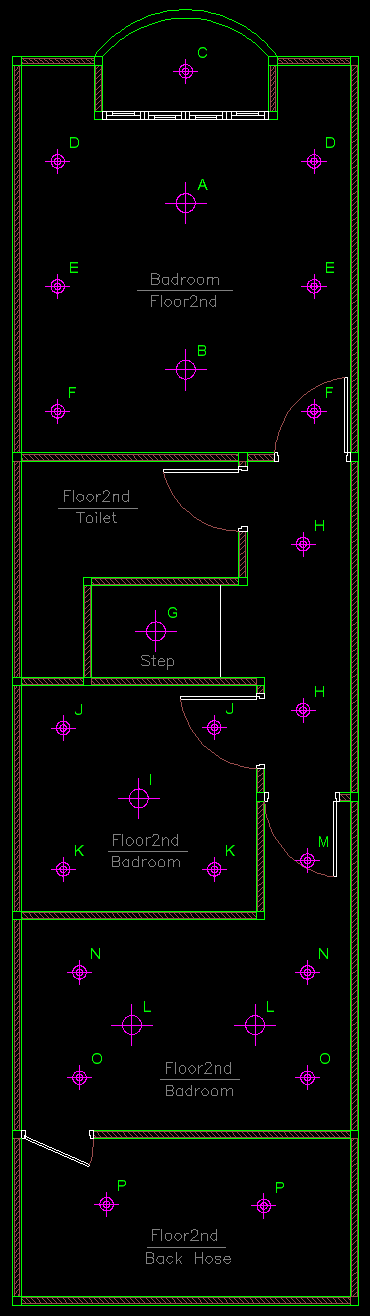 C
D D
A
E E
Badroom
Floor2nd
B
F F
Floor2nd
Toilet
H
G
Step
H
J J
I
Floor2nd
Badroom
M
K K
N N
L L
O O
Floor2nd
Badroom
P P
Floor2nd
Back Hose